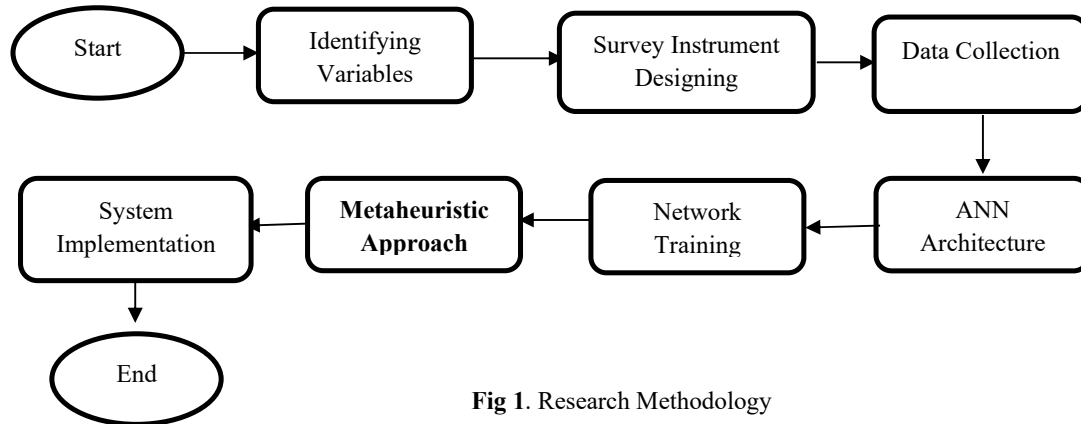 Start
Identifying
Variables
Survey Instrument
Designing
Data Collection
ANN
Architecture
Network
Training
Metaheuristic
Approach
System
Implementation
End
Fig 1. Research Methodology